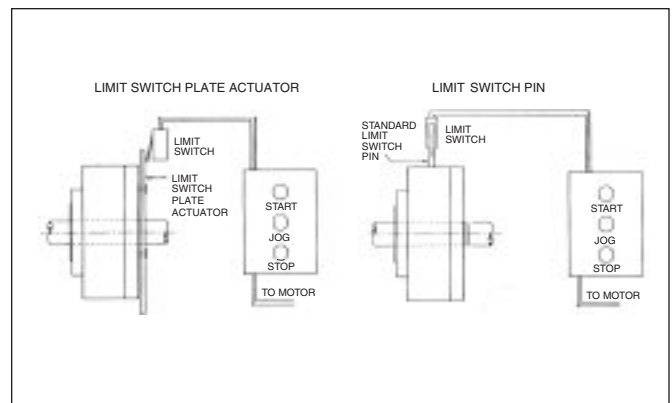 LIMIT SWITCH PLATE ACTUATOR
LIMIT
SWITCH
LIMIT
SWITCH
PLATE
ACTUATOR
START
JOG
STOP
TO MOTOR
LIMIT SWITCH PIN
STANDARD
LIMIT
SWITCH
PIN
LIMIT
SWITCH
START
JOG
STOP
TO MOTOR